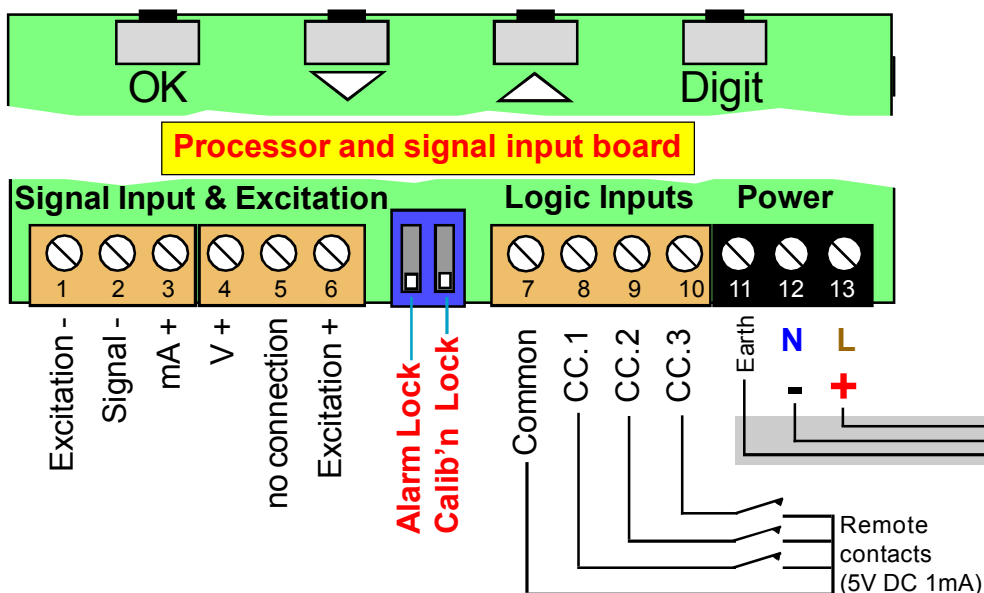 OK
Digit
Processor and signal input board
Signal Input & Excitation
Logic Inputs
Power
1 2 3 4 5 6
7 8 9 10 11 12 13
Excitation -
Signal -
mA +
V +
no connection
Excitation +
Alarm Lock
Calib'n Lock
Common
CC.1
CC.2
CC.3
Earth
N
L
-
+
Remote
contacts
(5V DC 1mA)